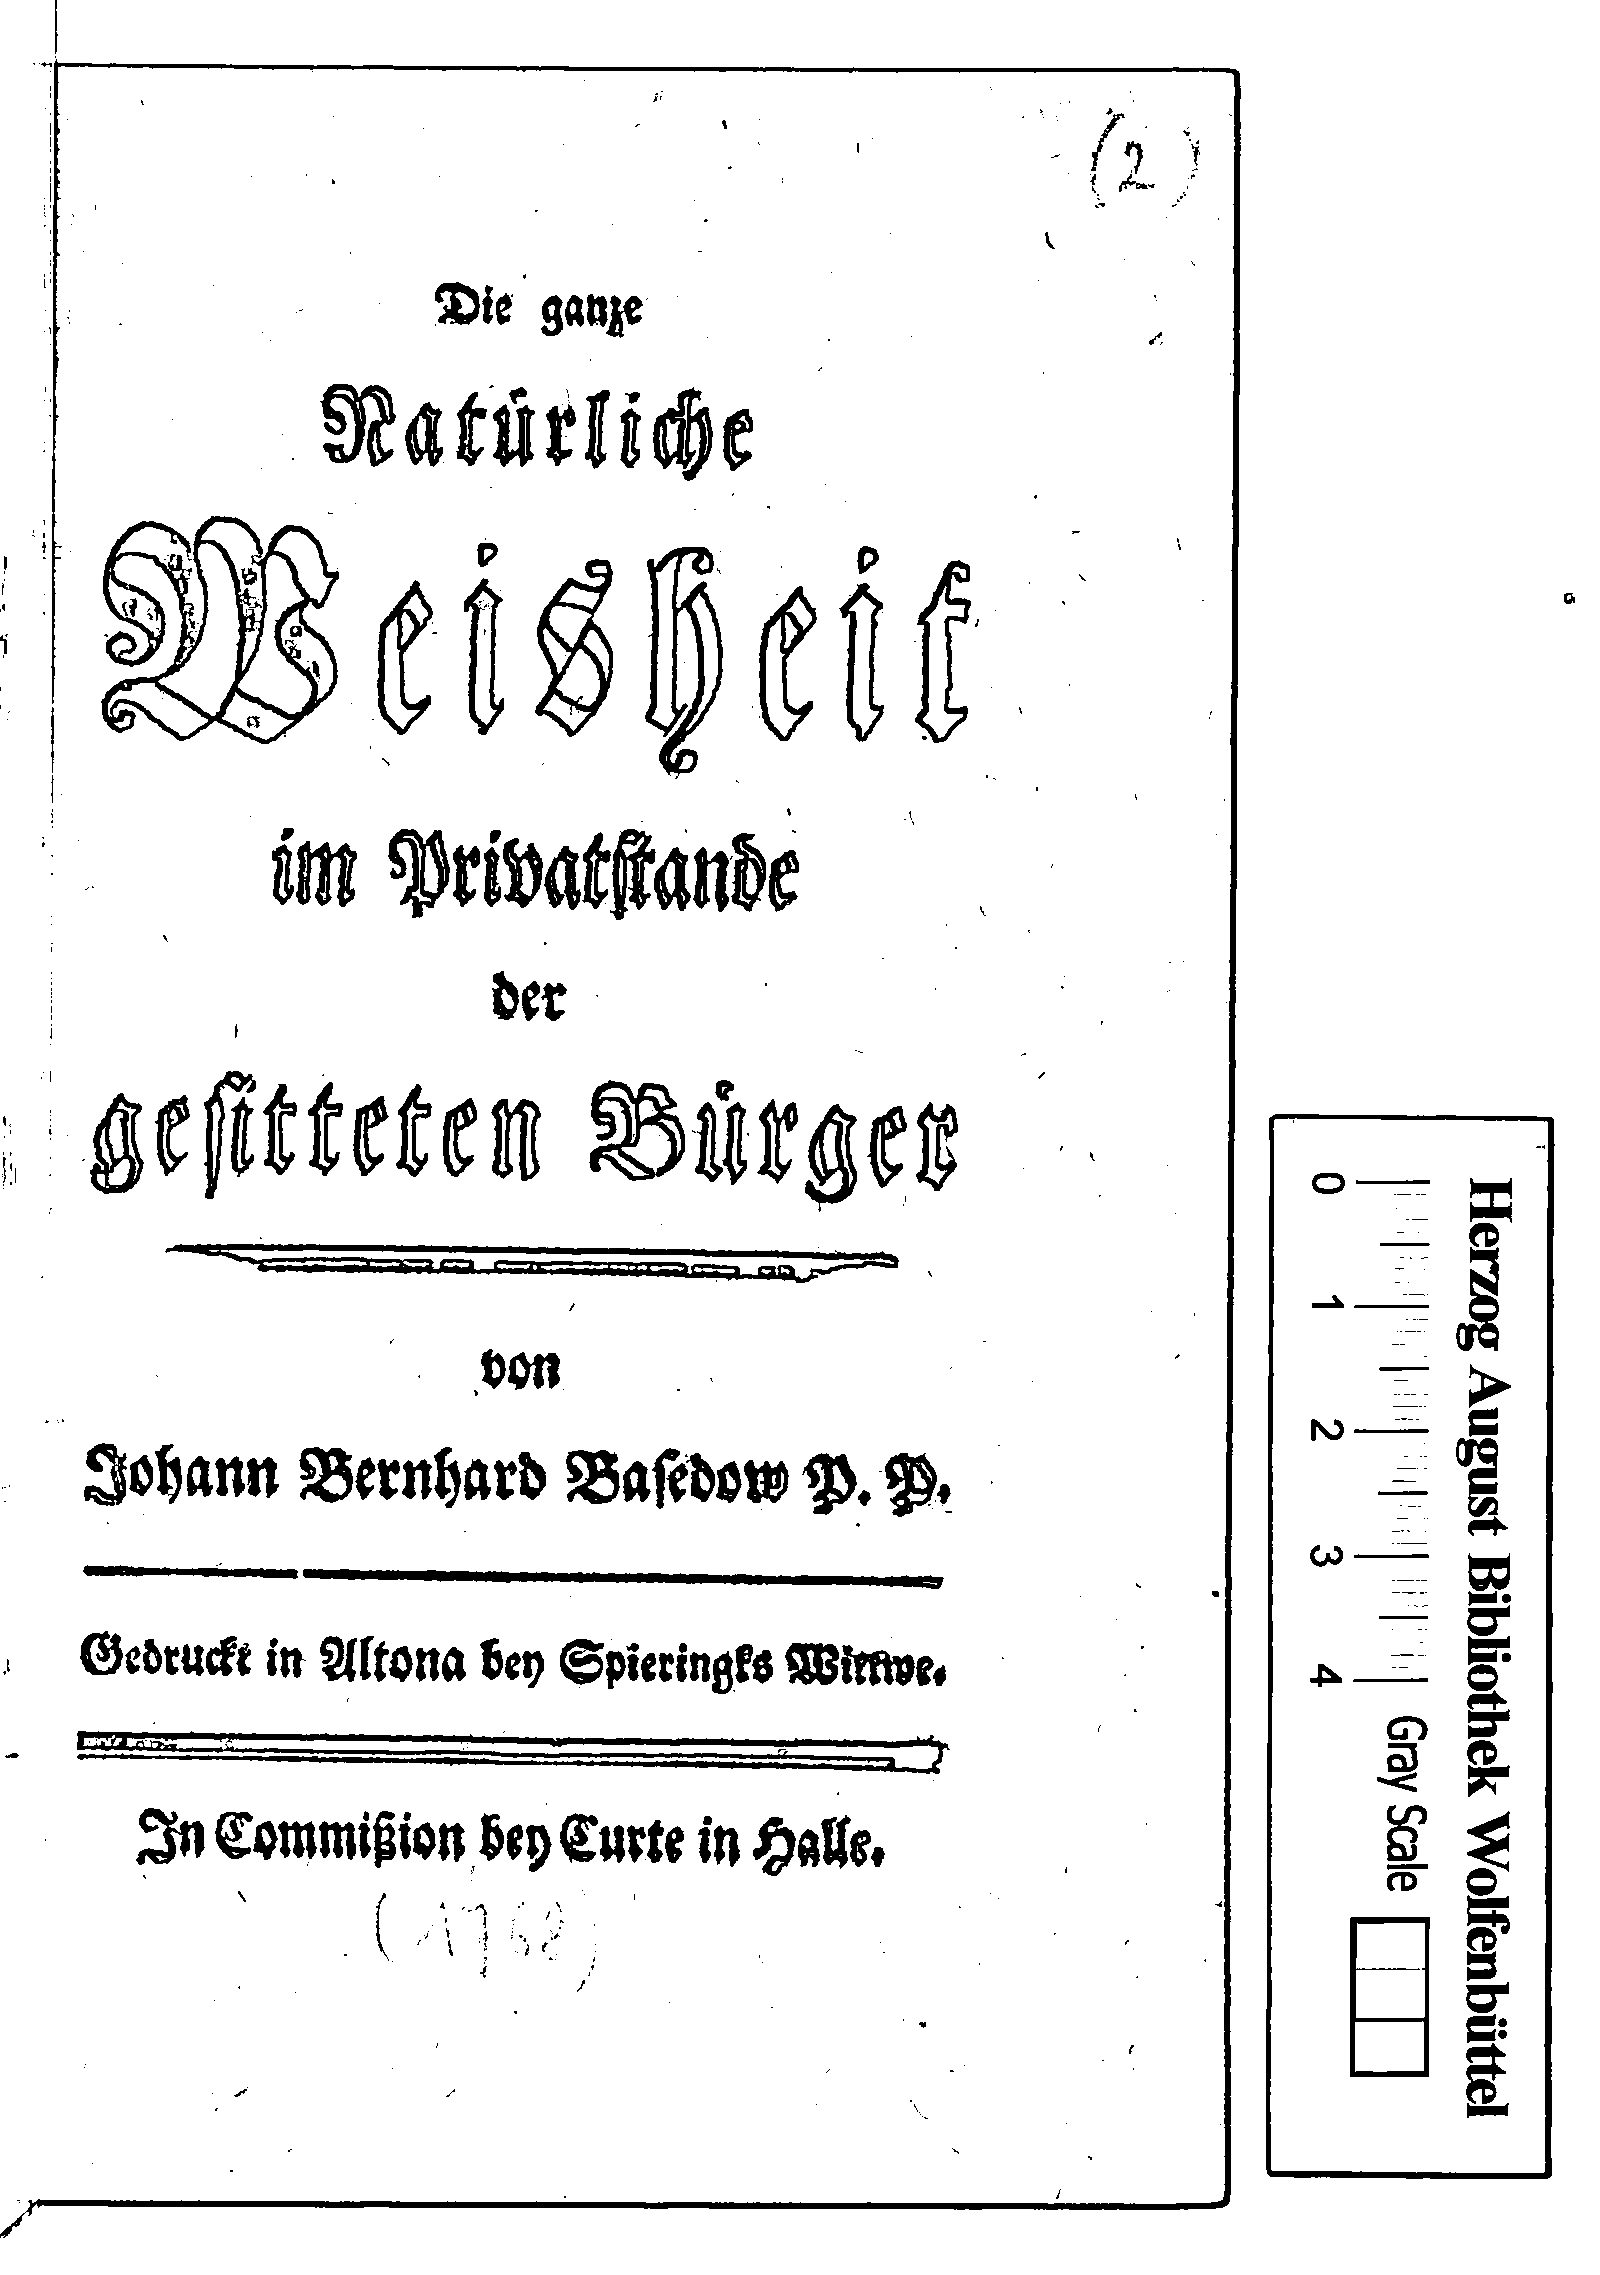 (2)
Die ganze
Natürliche
Weisheit
im Privatstande
der
gesitteten Bürger
von
Johann Bernhard Basedow P. P.
Gedruckt in Altona bey Spieringks Wittwe.
In Commißion bey Curte in Halle.
(1768)
Herzog August Bibliothek Wolfenbüttel
0 1 2 3 4 Gray Scale